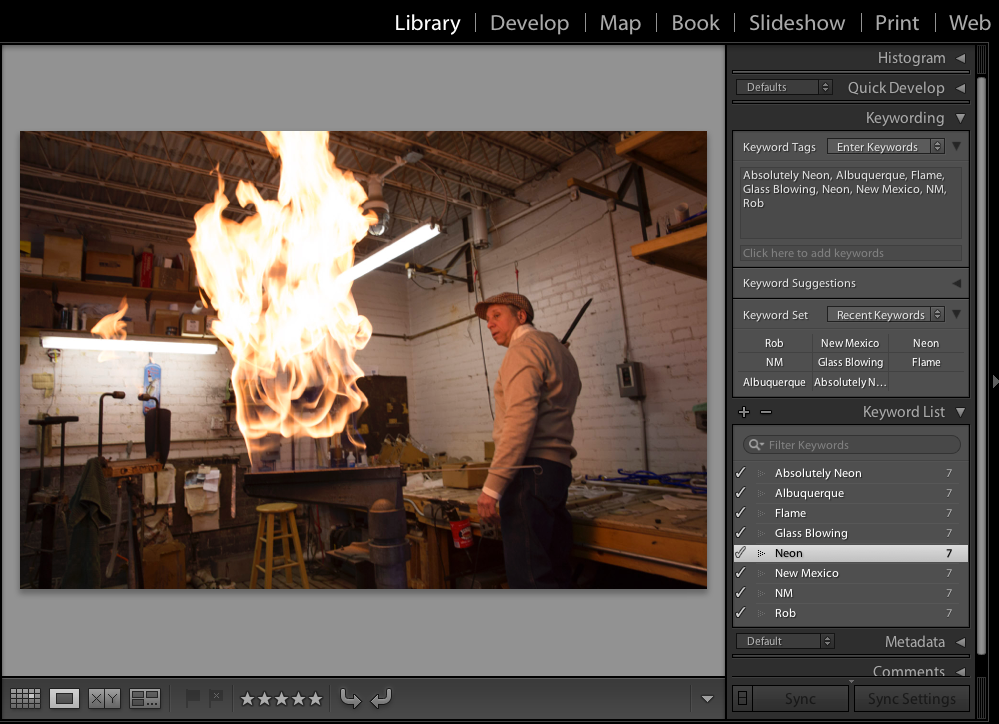 Library | Develop | Map | Book | Slideshow | Print | Web
Histogram
Defaults Quick Develop
Keywording
Keyword Tags Enter Keywords
Absolutely Neon, Albuquerque, Flame,
Glass Blowing, Neon, New Mexico, NM,
Rob
Click here to add keywords
Keyword Suggestions
Keyword Set Recent Keywords
Rob New Mexico Neon
NM Glass Blowing Flame
Albuquerque Absolutely N...
Keyword List
Filter Keywords
Absolutely Neon 7
Albuquerque 7
Flame 7
Glass Blowing 7
Neon 7
New Mexico 7
NM 7
Rob 7
Default Metadata
Comments
X Y
Sync Sync Settings